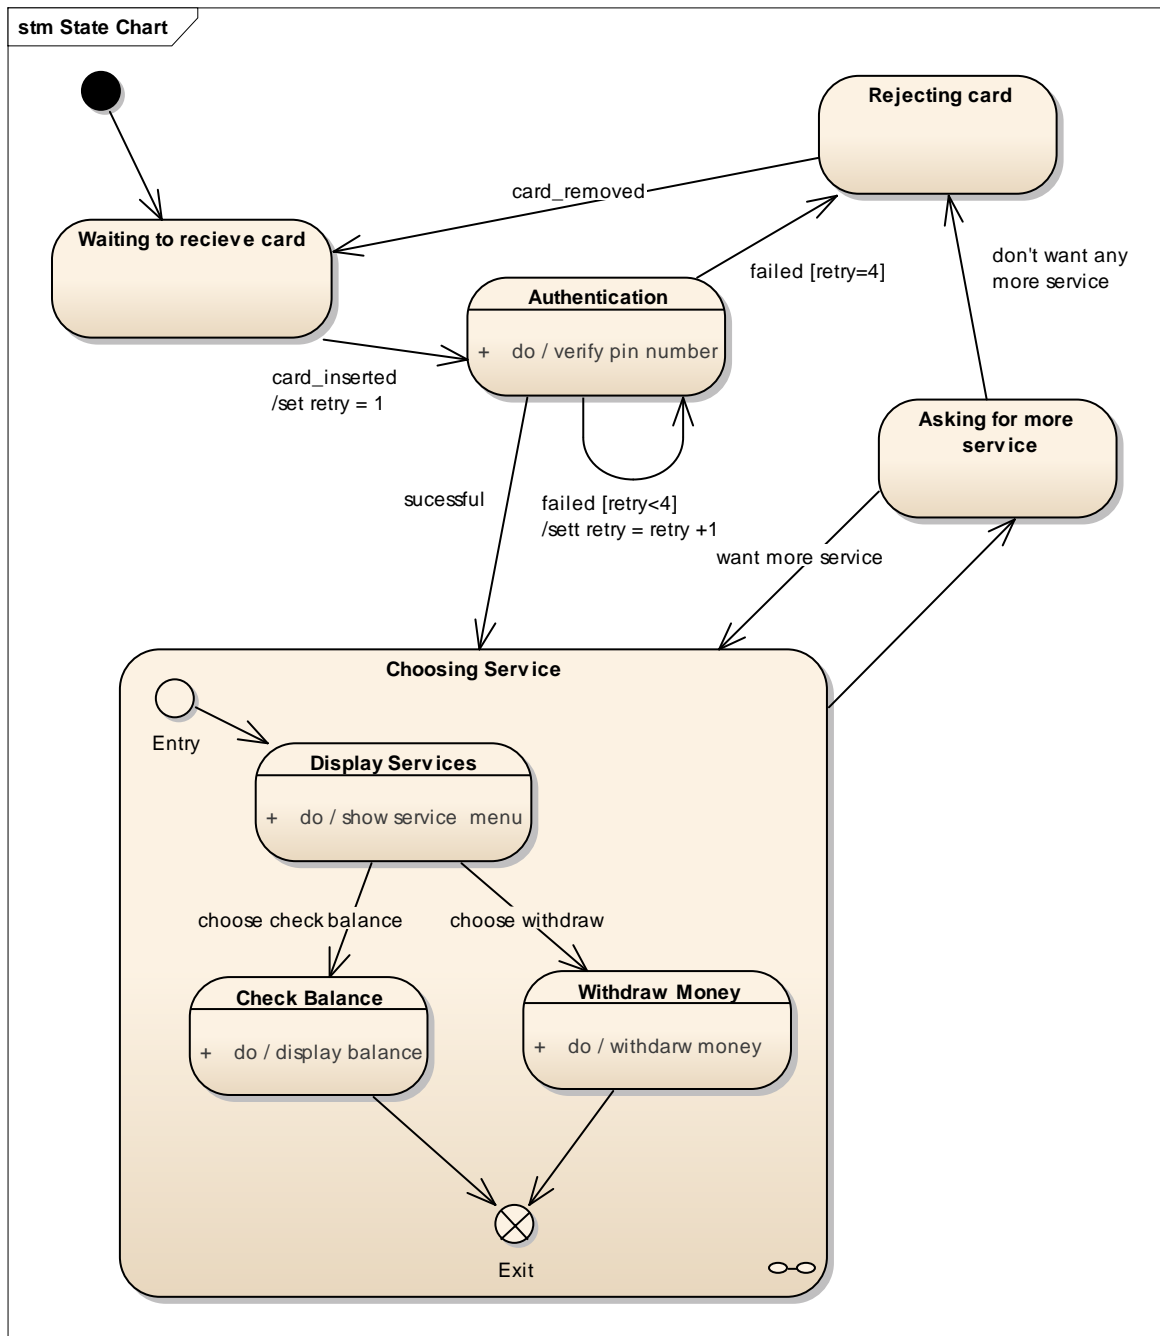 stm State Chart
Rejecting card
card_removed
Waiting to recieve card
don't want any
more service
failed [retry=4]
Authentication
+ do / verify pin number
card_inserted
/set retry = 1
Asking for more
service
sucessful
failed [retry<4]
/sett retry = retry +1
want more service
Choosing Service
Entry
Display Services
+ do / show service menu
choose check balance
choose withdraw
Check Balance
+ do / display balance
Withdraw Money
+ do / withdarw money
Exit